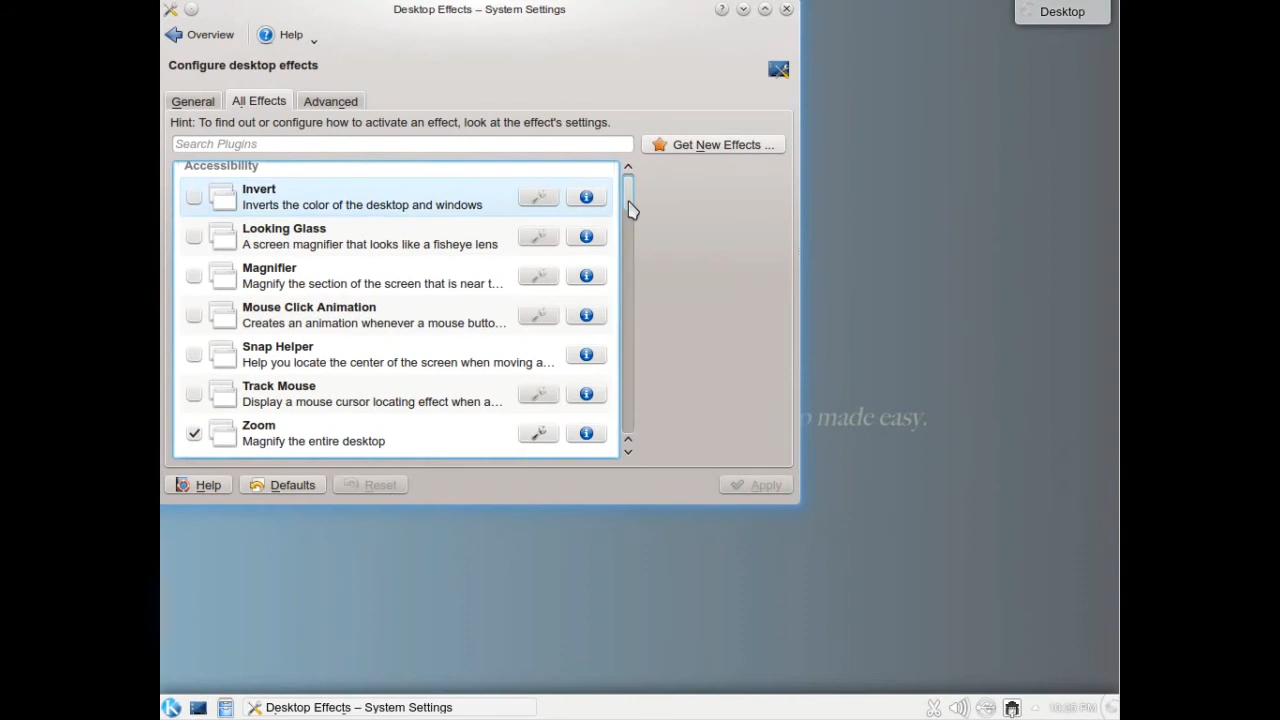 Desktop Effects – System Settings
Desktop
Overview
Help
Configure desktop effects
General
All Effects
Advanced
Hint: To find out or configure how to activate an effect, look at the effect's settings.
Search Plugins
Get New Effects ...
Accessibility
Invert
Inverts the color of the desktop and windows
Looking Glass
A screen magnifier that looks like a fisheye lens
Magnifier
Magnify the section of the screen that is near t...
Mouse Click Animation
Creates an animation whenever a mouse butto...
Snap Helper
Help you locate the center of the screen when moving a...
Track Mouse
Display a mouse cursor locating effect when a...
Zoom
Magnify the entire desktop
made easy.
Help
Defaults
Reset
Apply
Desktop Effects – System Settings